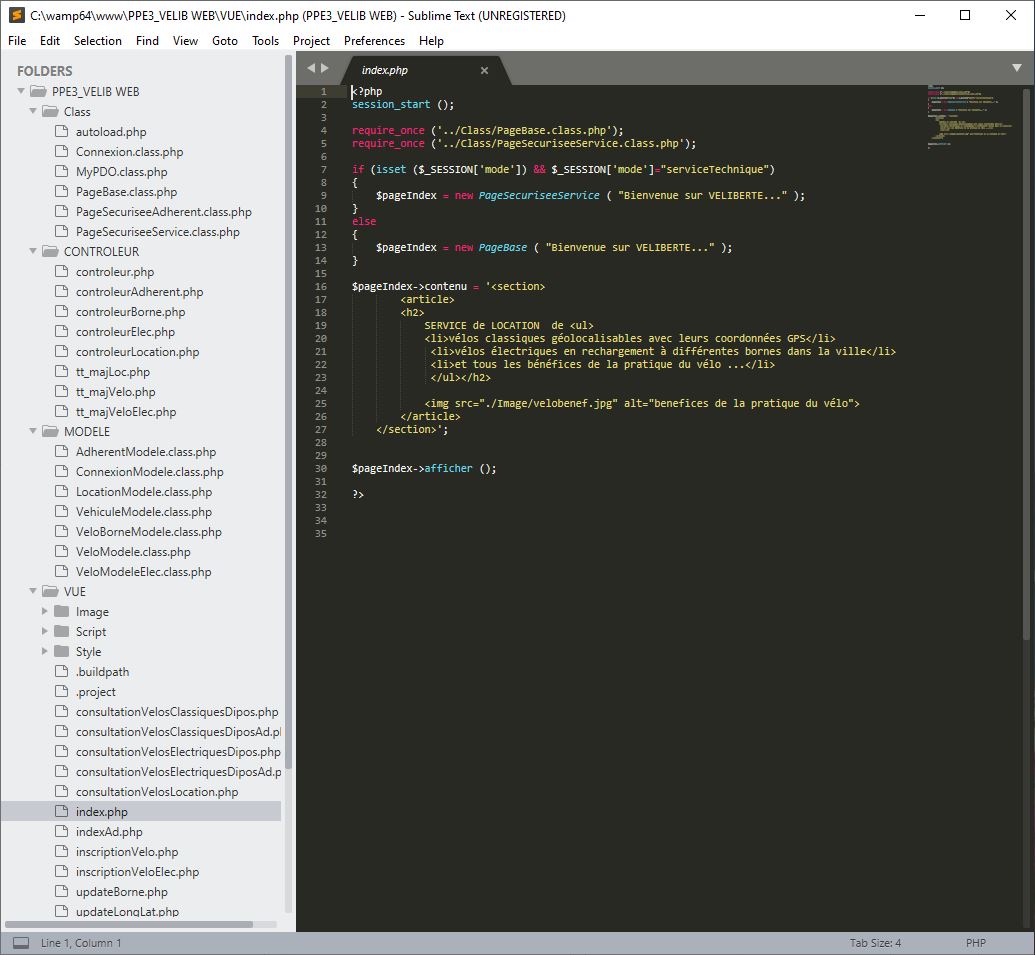 C:\wamp64\www\PPE3_VELIB WEB\VUE\index.php (PPE3_VELIB WEB) - Sublime Text (UNREGISTERED)
File Edit Selection Find View Goto Tools Project Preferences Help
FOLDERS
PPE3_VELIB WEB
Class
autoload.php
Connexion.class.php
MyPDO.class.php
PageBase.class.php
PageSecuriseeAdherent.class.php
PageSecuriseeService.class.php
CONTROLEUR
controleur.php
controleurAdherent.php
controleurBorne.php
controleurElec.php
controleurLocation.php
tt_majLoc.php
tt_majVelo.php
tt_majVeloElec.php
MODELE
AdherentModele.class.php
ConnexionModele.class.php
LocationModele.class.php
VehiculeModele.class.php
VeloBorneModele.class.php
VeloModele.class.php
VeloModeleElec.class.php
VUE
Image
Script
Style
.buildpath
.project
consultationVelosClassiquesDipos.php
consultationVelosClassiquesDiposAd.pl
consultationVelosElectriquesDipos.php
consultationVelosElectriquesDiposAd.p
consultationVelosLocation.php
index.php
indexAd.php
inscriptionVelo.php
inscriptionVeloElec.php
updateBorne.php
updateLongLat.php
index.php
1 <?php
2 session_start ();
3
4 require_once ('../Class/PageBase.class.php');
5 require_once ('../Class/PageSecuriseeService.class.php');
6
7 if (isset ($_SESSION['mode']) && $_SESSION['mode']="serviceTechnique")
8 {
9 $pageIndex = new PageSecuriseeService ( "Bienvenue sur VELIBERTE..." );
10 }
11 else
12 {
13 $pageIndex = new PageBase ( "Bienvenue sur VELIBERTE..." );
14 }
15
16 $pageIndex->contenu = '<section>
17 <article>
18 <h2>
19 SERVICE de LOCATION  de <ul>
20 <li>vélos classiques géolocalisables avec leurs coordonnées GPS</li>
21 <li>vélos électriques en rechargement à différentes bornes dans la ville</li>
22 <li>et tous les bénéfices de la pratique du vélo ...</li>
23 </ul></h2>
24
25 <img src="./Image/velobenef.jpg" alt="benefices de la pratique du vélo">
26 </article>
27 </section>';
28
29
30 $pageIndex->afficher ();
31
32 ?>
33
34
35
Line 1, Column 1 Tab Size: 4 PHP